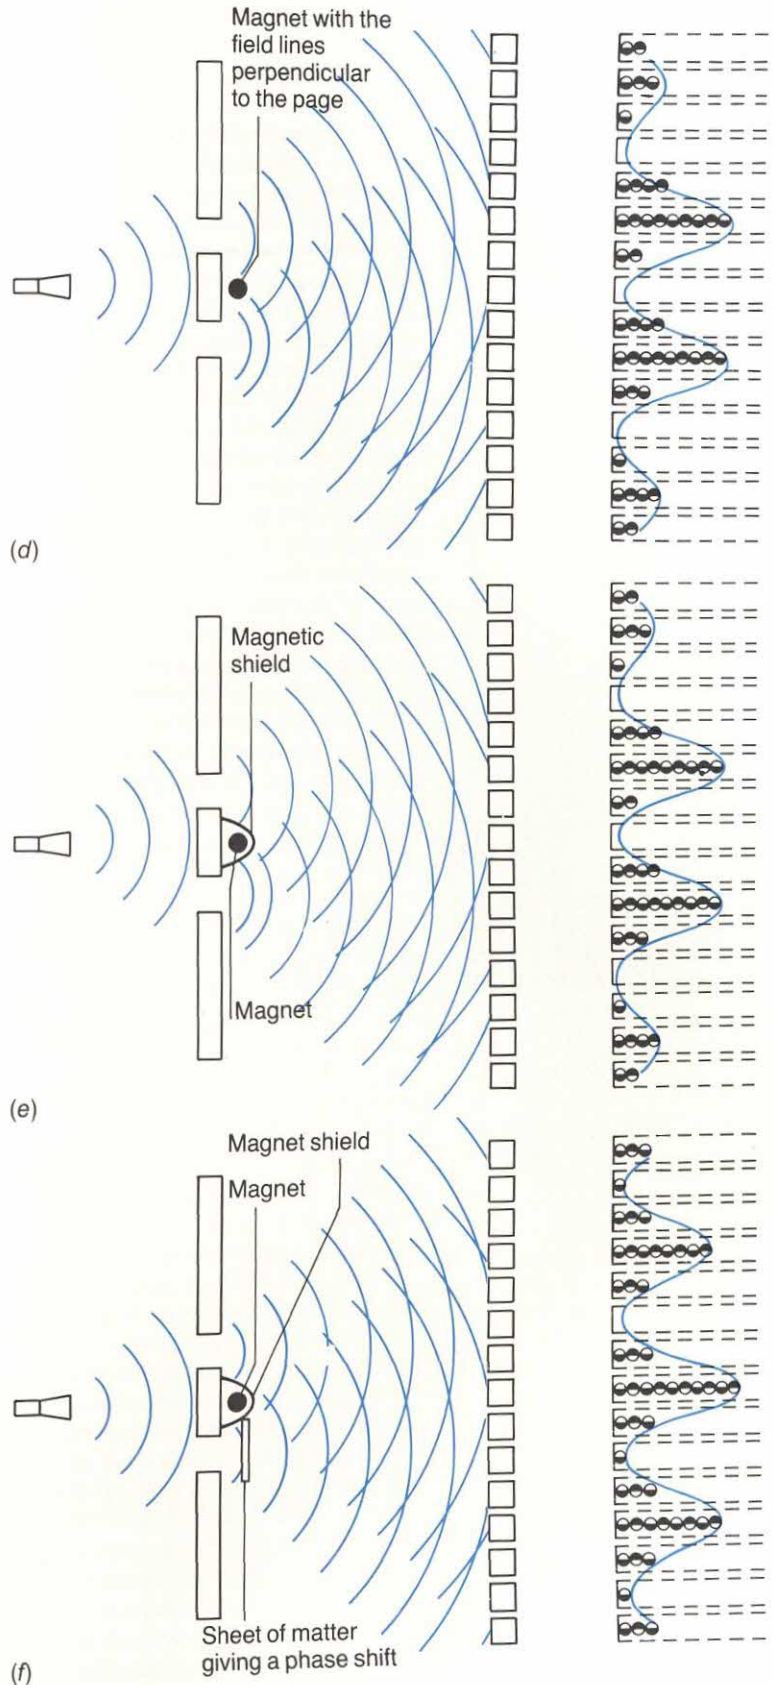 Magnet with the
field lines
perpendicular
to the page
(d)
Magnetic
shield
Magnet
(e)
Magnet shield
Magnet
Sheet of matter
giving a phase shift
(f)